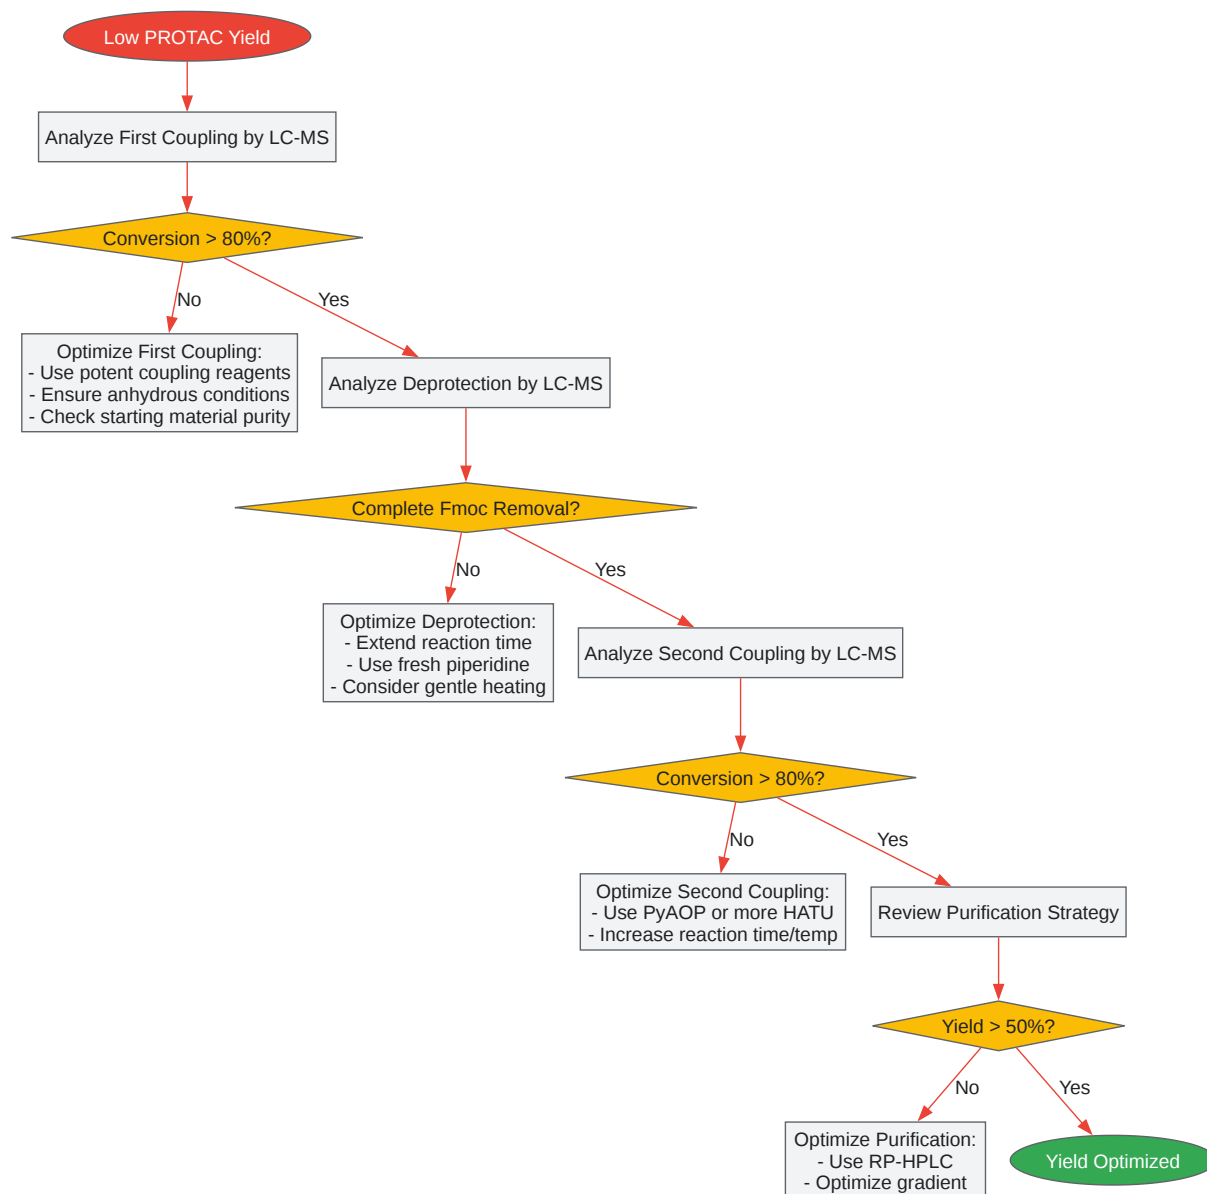 Low PROTAC Yield
Analyze First Coupling by LC-MS
Conversion > 80%?
No
Yes
Optimize First Coupling:
- Use potent coupling reagents
- Ensure anhydrous conditions
- Check starting material purity
Analyze Deprotection by LC-MS
Complete Fmoc Removal?
No
Yes
Optimize Deprotection:
- Extend reaction time
- Use fresh piperidine
- Consider gentle heating
Analyze Second Coupling by LC-MS
Conversion > 80%?
No
Yes
Optimize Second Coupling:
- Use PyAOP or more HATU
- Increase reaction time/temp
Review Purification Strategy
Yield > 50%?
No
Yes
Optimize Purification:
- Use RP-HPLC
- Optimize gradient
Yield Optimized